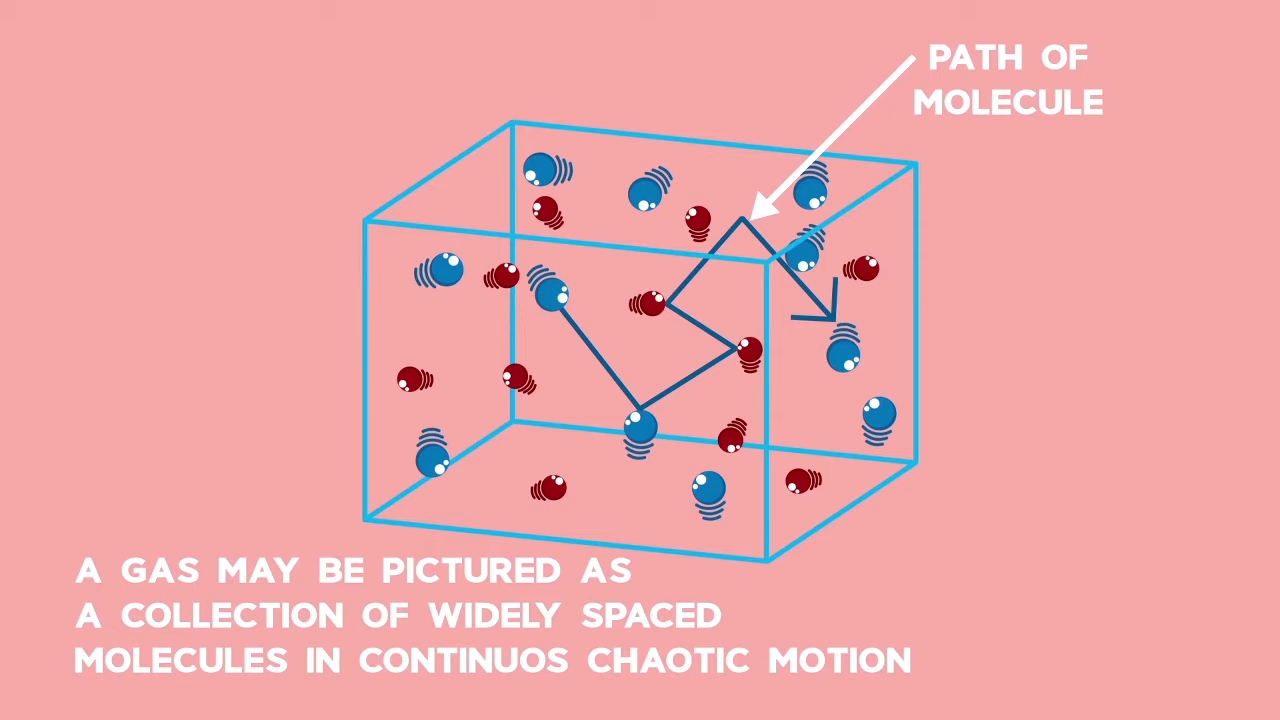 PATH OF
MOLECULE
A GAS MAY BE PICTURED AS
A COLLECTION OF WIDELY SPACED
MOLECULES IN CONTINUOS CHAOTIC MOTION